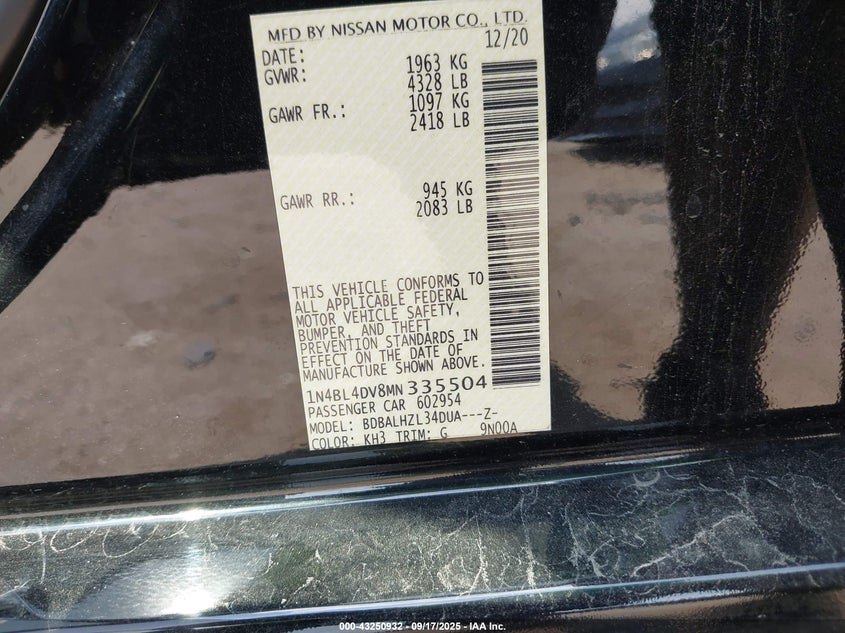 MFD BY NISSAN MOTOR CO., LTD.
DATE: 12/20
GVWR: 1963 KG
4328 LB
GAWR FR.: 1097 KG
2418 LB
GAWR RR.: 945 KG
2083 LB
THIS VEHICLE CONFORMS TO
ALL APPLICABLE FEDERAL
MOTOR VEHICLE SAFETY,
BUMPER, AND THEFT
PREVENTION STANDARDS IN
EFFECT ON THE DATE OF
MANUFACTURE SHOWN ABOVE.
1N4BL4DV8MN335504
PASSENGER CAR 602954
MODEL: BDBALHZL34DUA---Z-
COLOR: KH3 TRIM: G 9N00A
000-43250932 - 09/17/2025 - IAA Inc.